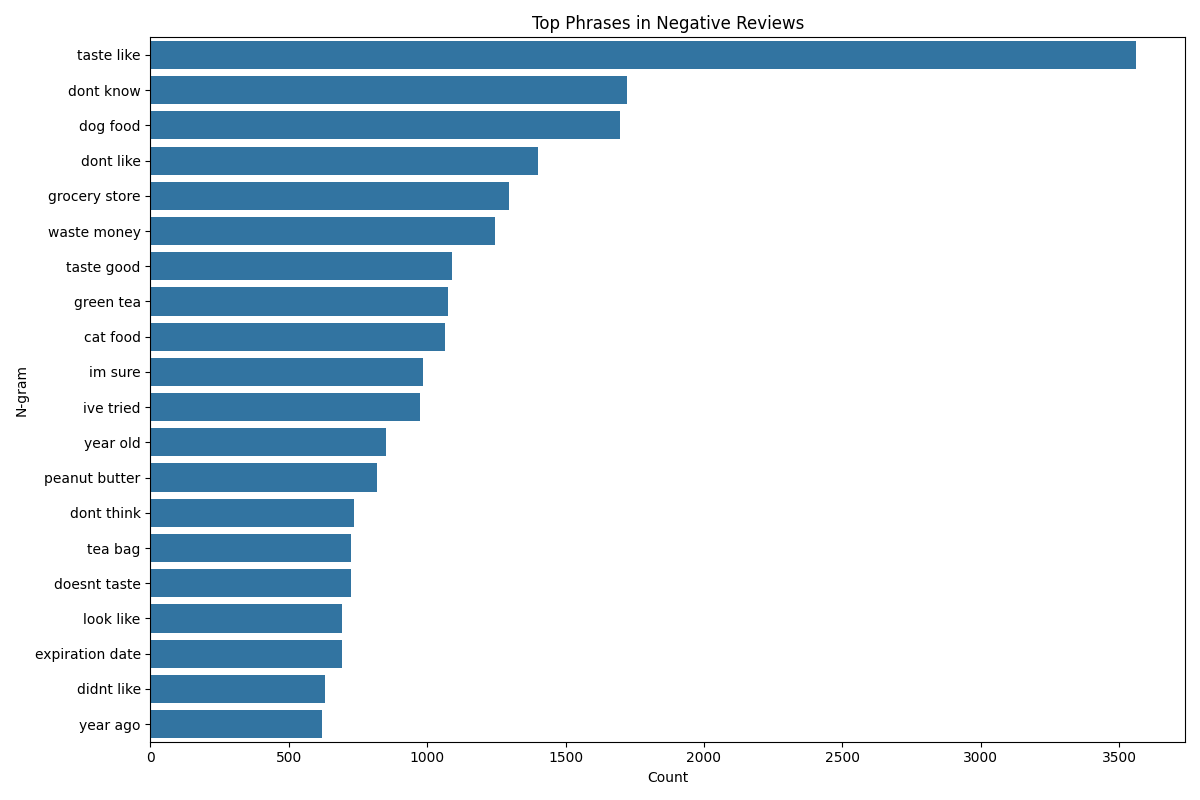 Top Phrases in Negative Reviews
taste like
dont know
dog food
dont like
grocery store
waste money
taste good
green tea
cat food
im sure
ive tried
year old
peanut butter
dont think
tea bag
doesnt taste
look like
expiration date
didnt like
year ago
N-gram
0 500 1000 1500 2000 2500 3000 3500
Count